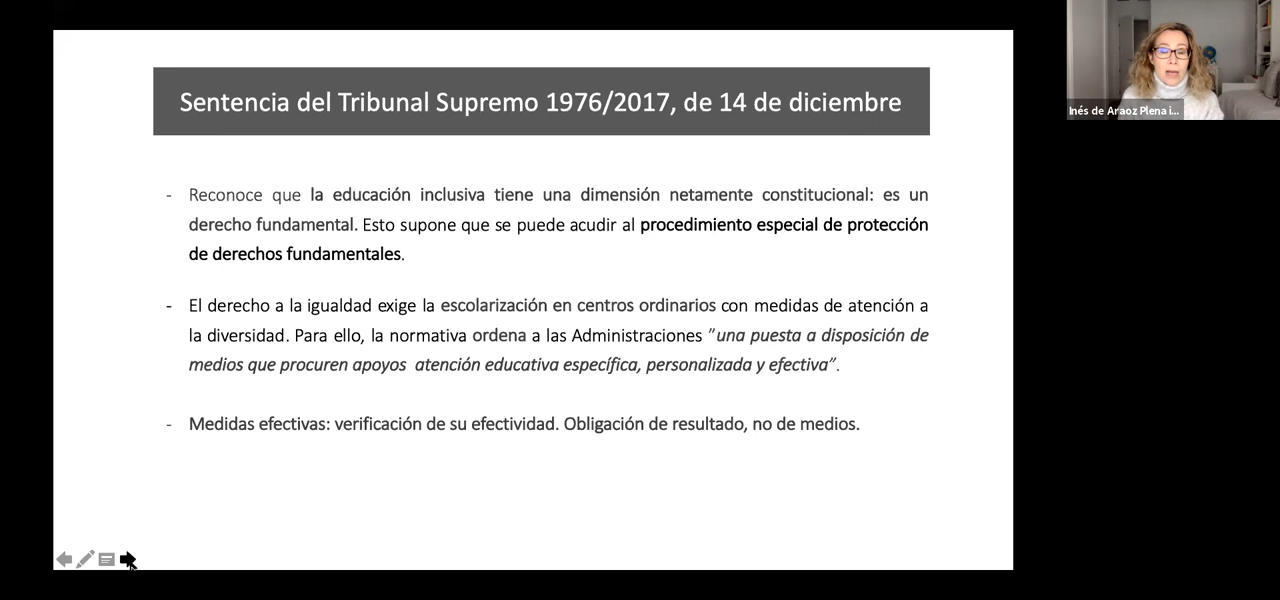 Sentencia del Tribunal Supremo 1976/2017, de 14 de diciembre
- Reconoce que la educación inclusiva tiene una dimensión netamente constitucional: es un
derecho fundamental. Esto supone que se puede acudir al procedimiento especial de protección
de derechos fundamentales.
- El derecho a la igualdad exige la escolarización en centros ordinarios con medidas de atención a
la diversidad. Para ello, la normativa ordena a las Administraciones "una puesta a disposición de
medios que procuren apoyos  atención educativa específica, personalizada y efectiva".
- Medidas efectivas: verificación de su efectividad. Obligación de resultado, no de medios.
Inés de Araoz Plena i...